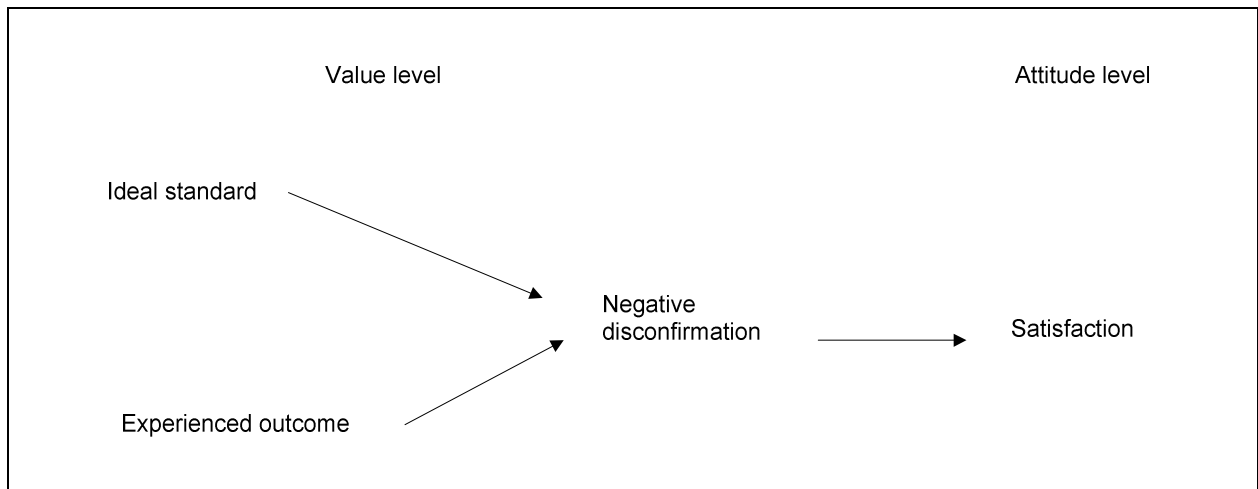 Value level
Attitude level
Ideal standard
Negative
disconfirmation
Satisfaction
Experienced outcome